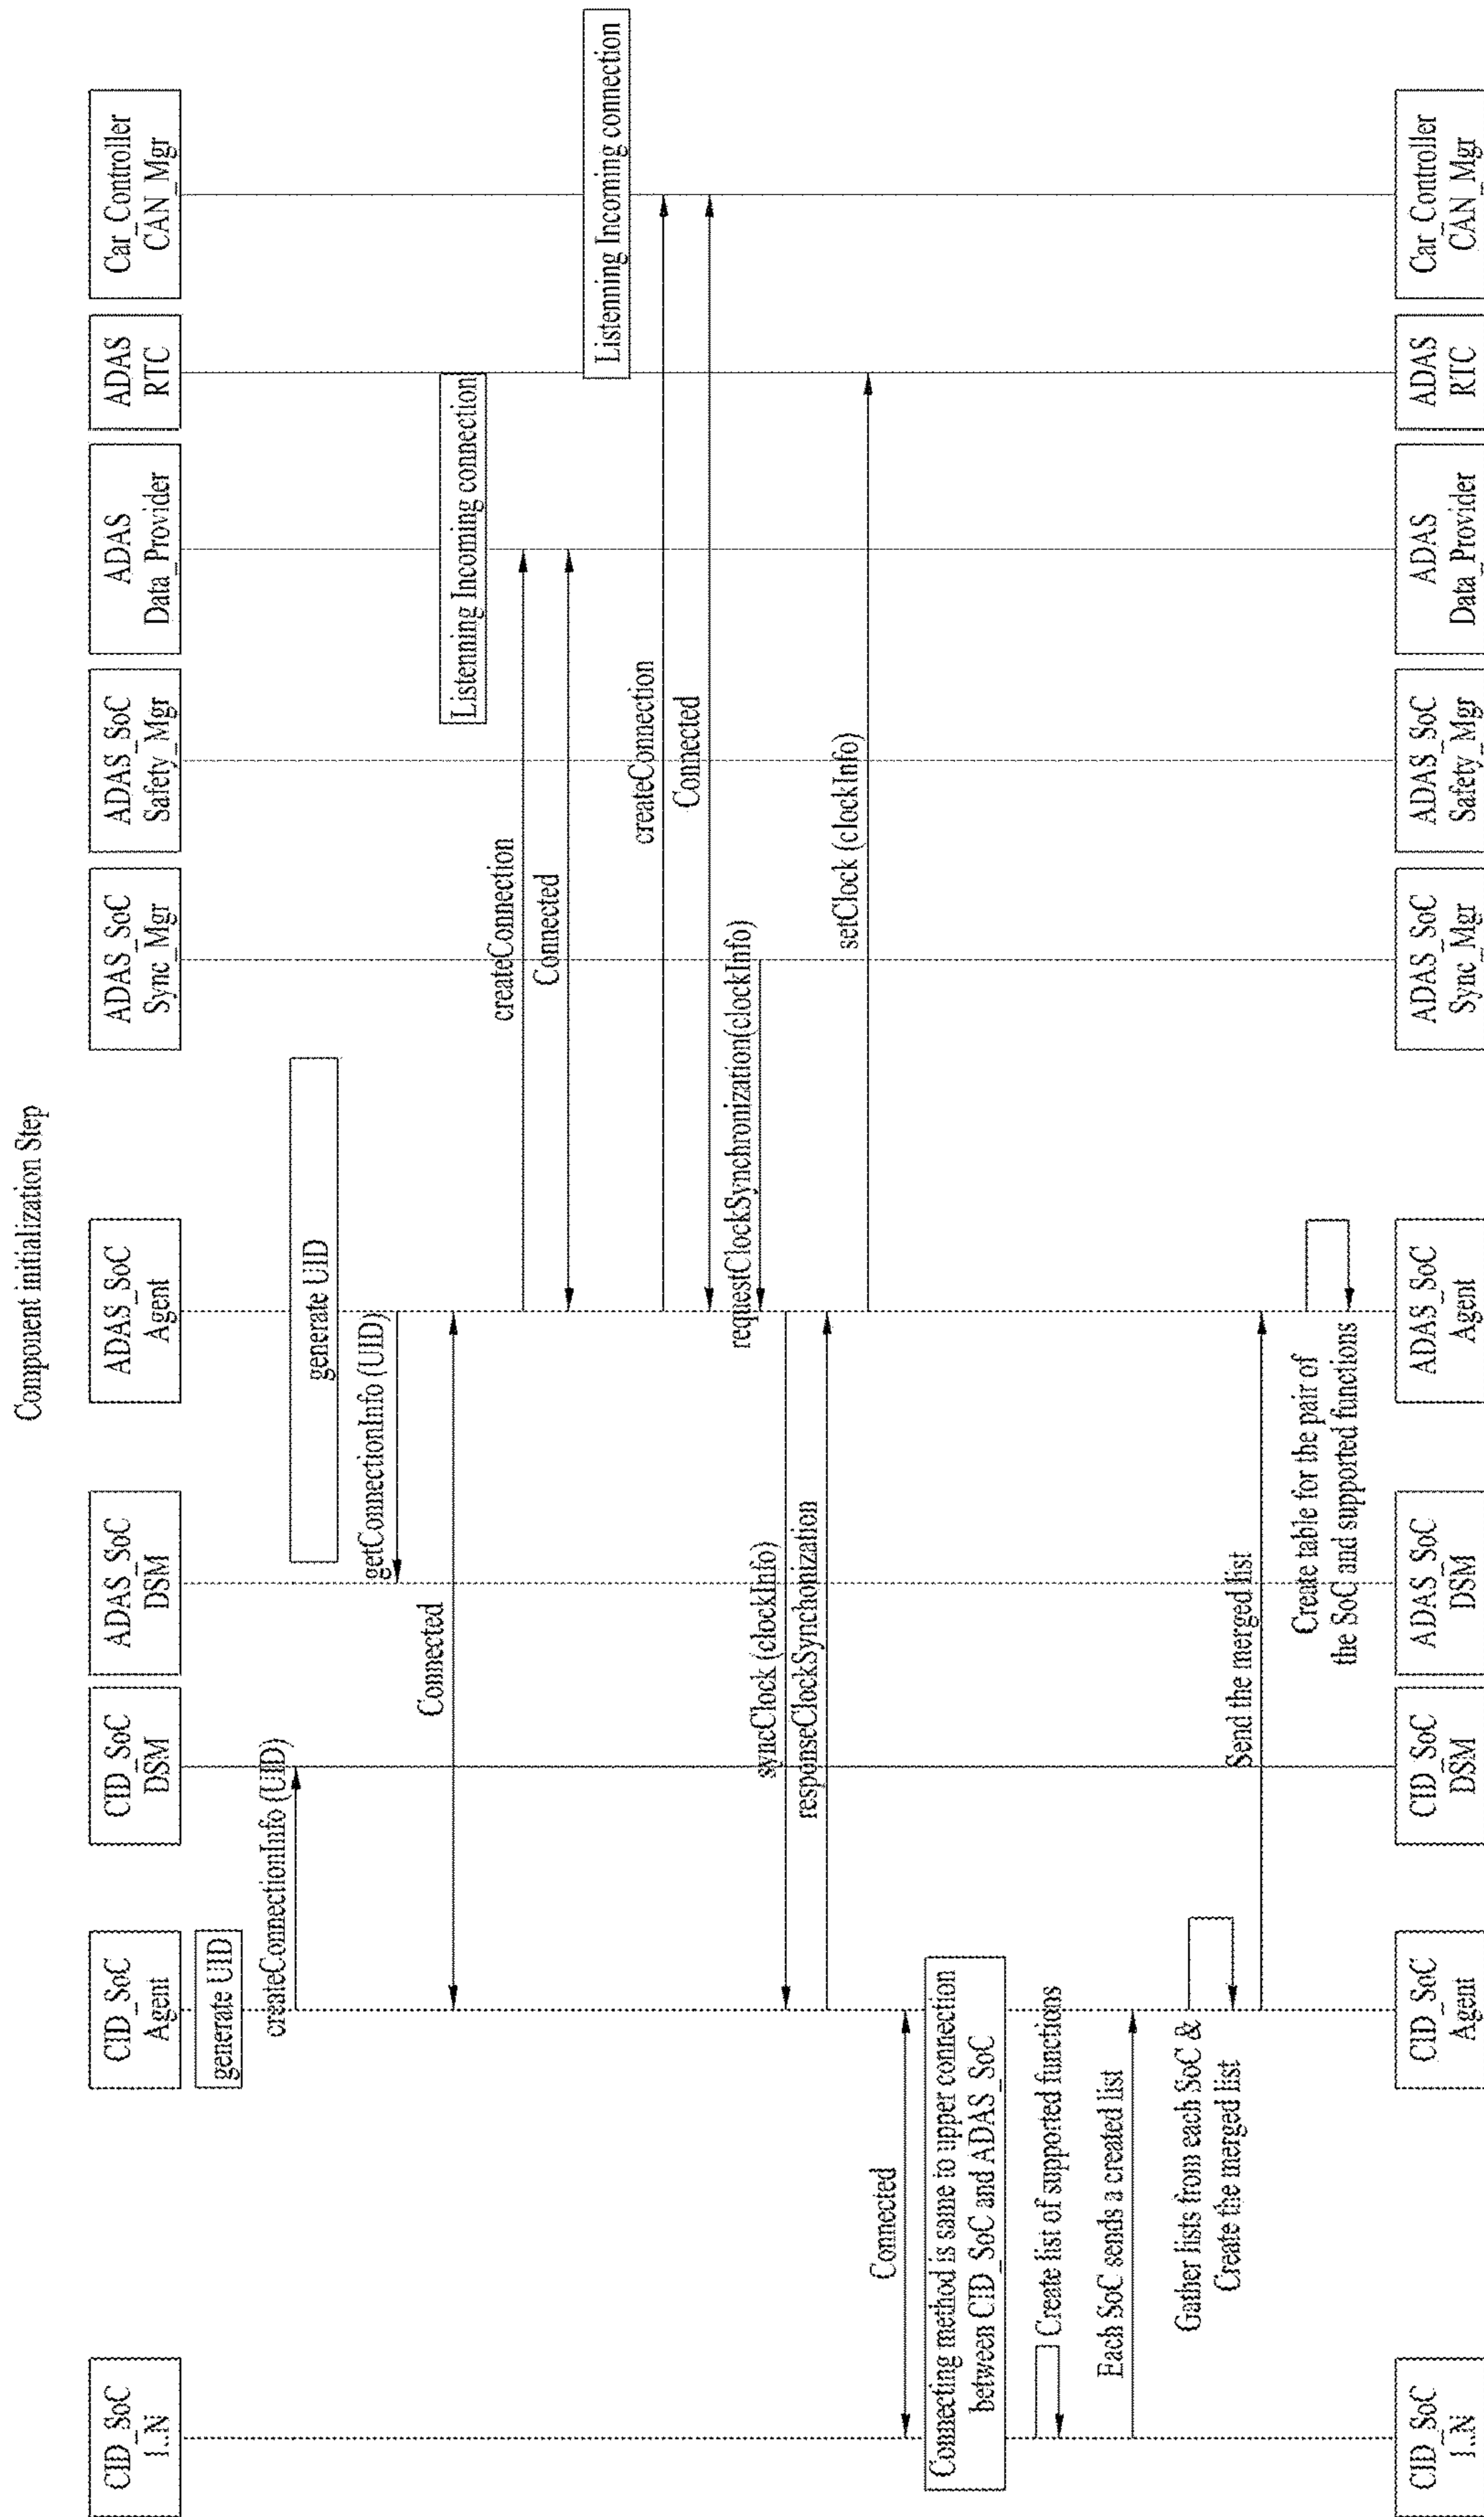 Component initialization Step
CID_SoC
1..N
CID_SoC
Agent
CID_SoC
DSM
ADAS_SoC
DSM
ADAS_SoC
Agent
ADAS_SoC
Sync_Mgr
ADAS_SoC
Safety_Mgr
ADAS
Data_Provider
ADAS
RTC
Car_Controller
CAN_Mgr
generate UID
createConnectionInfo (UID)
generate UID
getConnectionInfo (UID)
Connected
Listenning Incoming connection
createConnection
Connected
Listenning Incoming connection
createConnection
Connected
requestClockSynchronization(clockInfo)
syncClock (clockInfo)
responseClockSynchonization
setClock (clockInfo)
Connected
Connecting method is same to upper connection
between CID_SoC and ADAS_SoC
Create list of supported functions
Each SoC sends a created list
Gather lists from each SoC &
Create the merged list
Send the merged list
Create table for the pair of
the SoC and supported functions
CID_SoC
1..N
CID_SoC
Agent
CID_SoC
DSM
ADAS_SoC
DSM
ADAS_SoC
Agent
ADAS_SoC
Sync_Mgr
ADAS_SoC
Safety_Mgr
ADAS
Data_Provider
ADAS
RTC
Car_Controller
CAN_Mgr